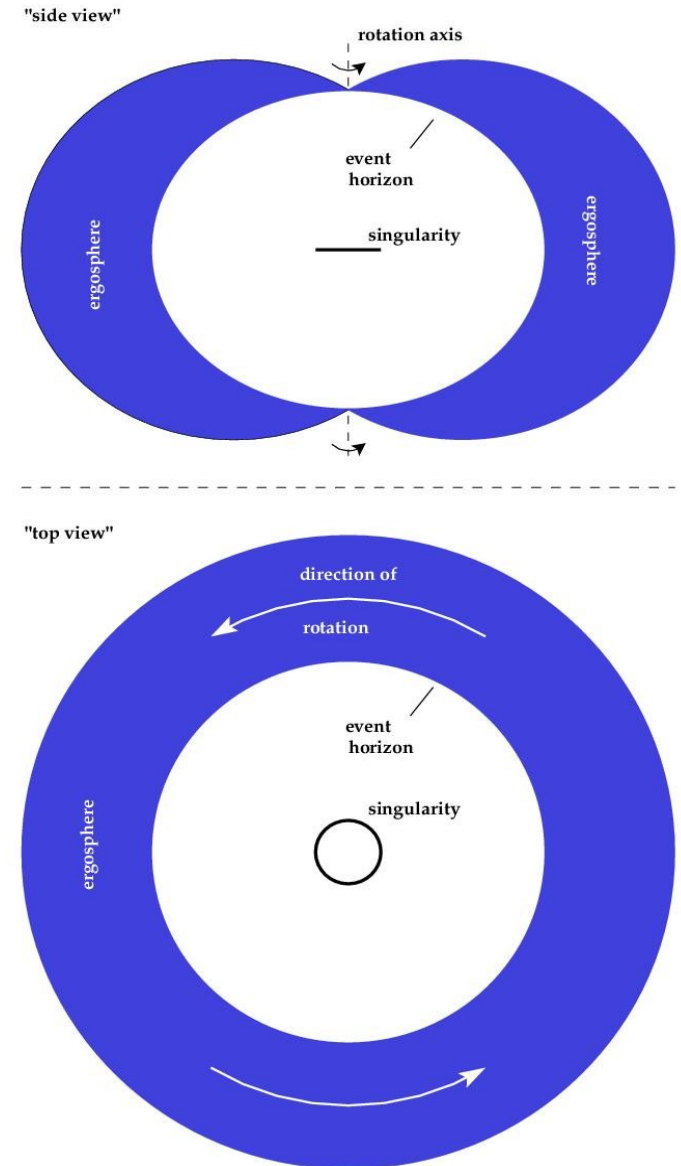 "side view"
rotation axis
event
horizon
singularity
ergosphere
ergosphere
"top view"
direction of
rotation
event
horizon
singularity
ergosphere